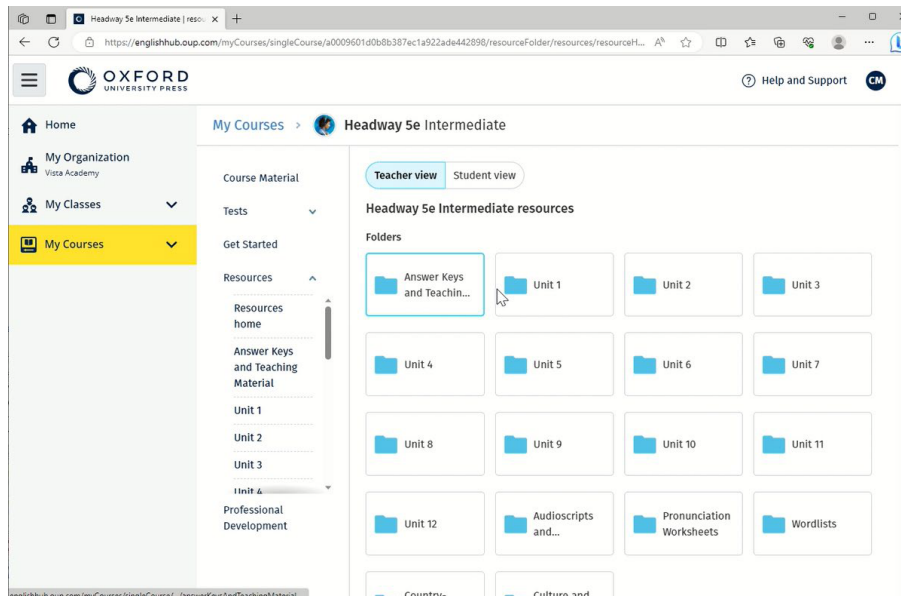 Headway 5e Intermediate | resou
https://englishhub.oup.com/myCourses/singleCourse/a0009601d0b8b387ec1a922ade442898/resourceFolder/resources/resourceH...
OXFORD
UNIVERSITY PRESS
Help and Support
CM
Home
My Organization
Vista Academy
My Classes
My Courses
My Courses > Headway 5e Intermediate
Course Material
Tests
Get Started
Resources
Resources
home
Answer Keys
and Teaching
Material
Unit 1
Unit 2
Unit 3
Unit 4
Professional
Development
Teacher view
Student view
Headway 5e Intermediate resources
Folders
Answer Keys
and Teachin...
Unit 1
Unit 2
Unit 3
Unit 4
Unit 5
Unit 6
Unit 7
Unit 8
Unit 9
Unit 10
Unit 11
Unit 12
Audioscripts
and...
Pronunciation
Worksheets
Wordlists
Country-
Culture and